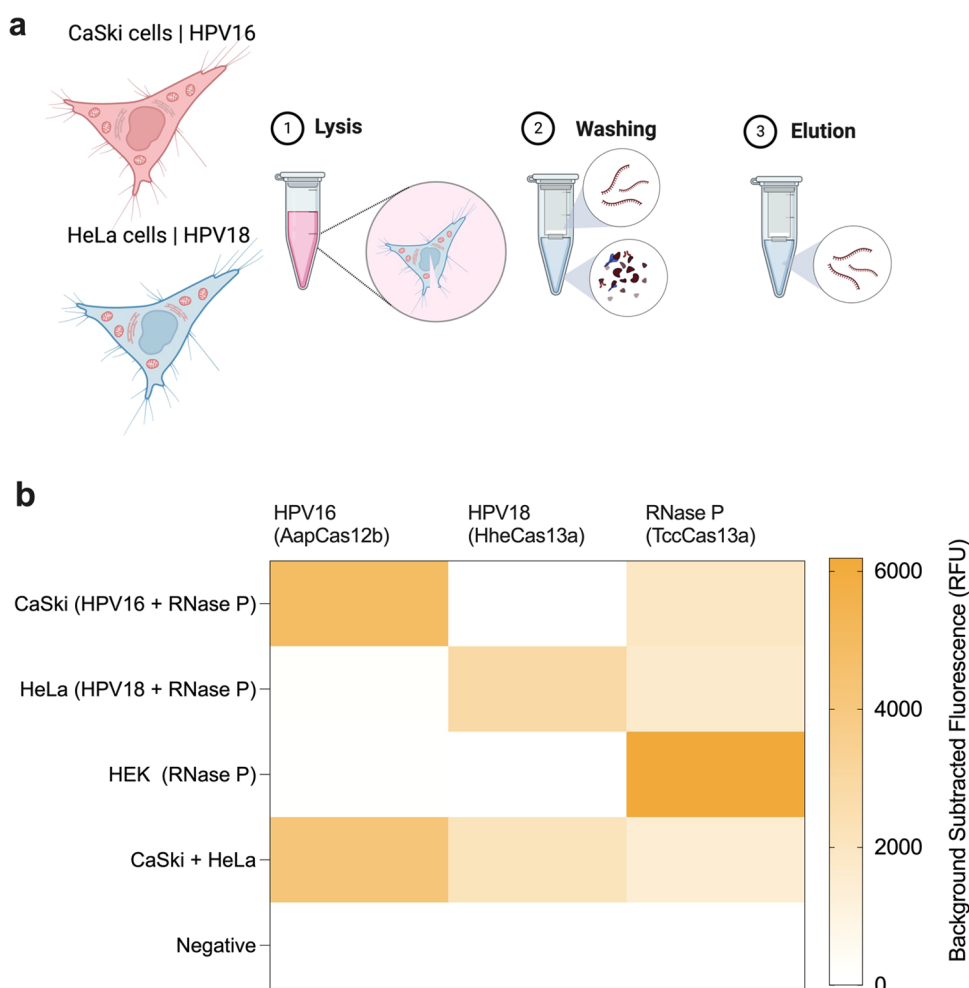 a
CaSki cells | HPV16
HeLa cells | HPV18
1 Lysis
2 Washing
3 Elution
b
HPV16
(AapCas12b)
HPV18
(HheCas13a)
RNase P
(TccCas13a)
CaSki (HPV16 + RNase P)
HeLa (HPV18 + RNase P)
HEK (RNase P)
CaSki + HeLa
Negative
6000
4000
2000
0
Background Subtracted Fluorescence (RFU)